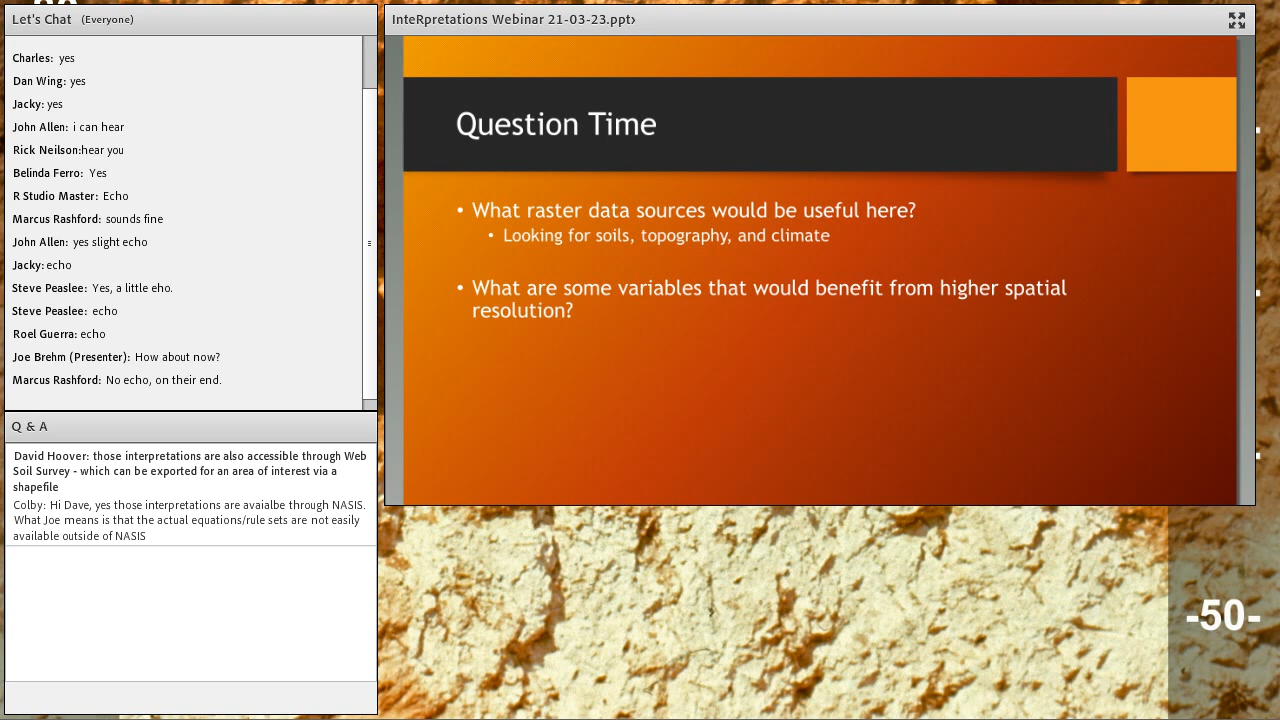 Let's Chat (Everyone)
Charles: yes
Dan Wing: yes
Jacky: yes
John Allen: i can hear
Rick Neilson:hear you
Belinda Ferro: Yes
R Studio Master: Echo
Marcus Rashford: sounds fine
John Allen: yes slight echo
Jacky: echo
Steve Peaslee: Yes, a little eho.
Steve Peaslee: echo
Roel Guerra: echo
Joe Brehm (Presenter): How about now?
Marcus Rashford: No echo, on their end.
Q & A
David Hoover: those interpretations are also accessible through Web
Soil Survey - which can be exported for an area of interest via a
shapefile
Colby: Hi Dave, yes those interpretations are avaialbe through NASIS.
What Joe means is that the actual equations/rule sets are not easily
available outside of NASIS
InteRpretations Webinar 21-03-23.ppt›
Question Time
• What raster data sources would be useful here?
• Looking for soils, topography, and climate
• What are some variables that would benefit from higher spatial
resolution?
-50-